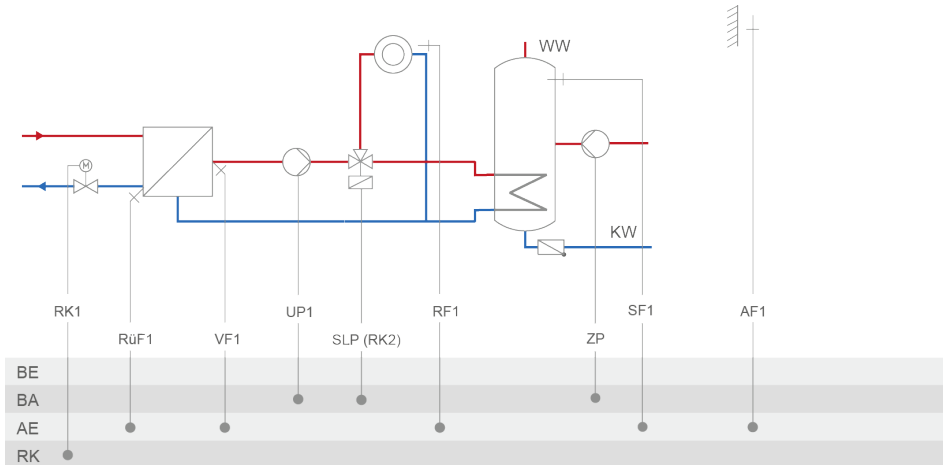 WW
M
KW
RK1
UP1
RF1
SF1
AF1
RüF1
VF1
SLP (RK2)
ZP
BE
BA
AE
RK